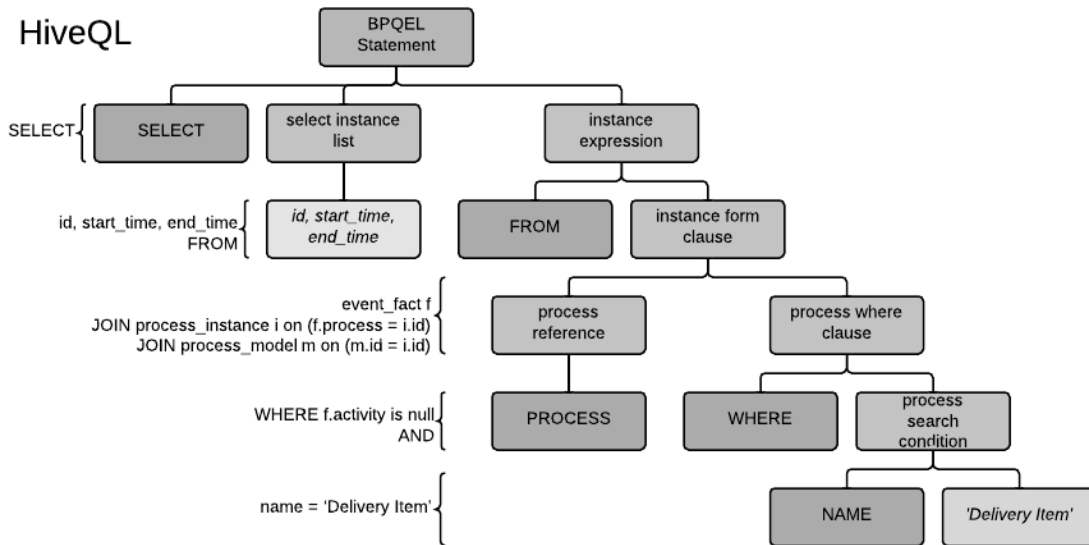 HiveQL
BPQEL
Statement
SELECT
SELECT
select instance
list
instance
expression
id, start_time, end_time
FROM
id, start_time,
end_time
FROM
instance form
clause
event_fact f
JOIN process_instance i on (f.process = i.id)
JOIN process_model m on (m.id = i.id)
process
reference
process where
clause
WHERE f.activity is null
AND
PROCESS
WHERE
process
search
condition
name = 'Delivery Item'
NAME
'Delivery Item'